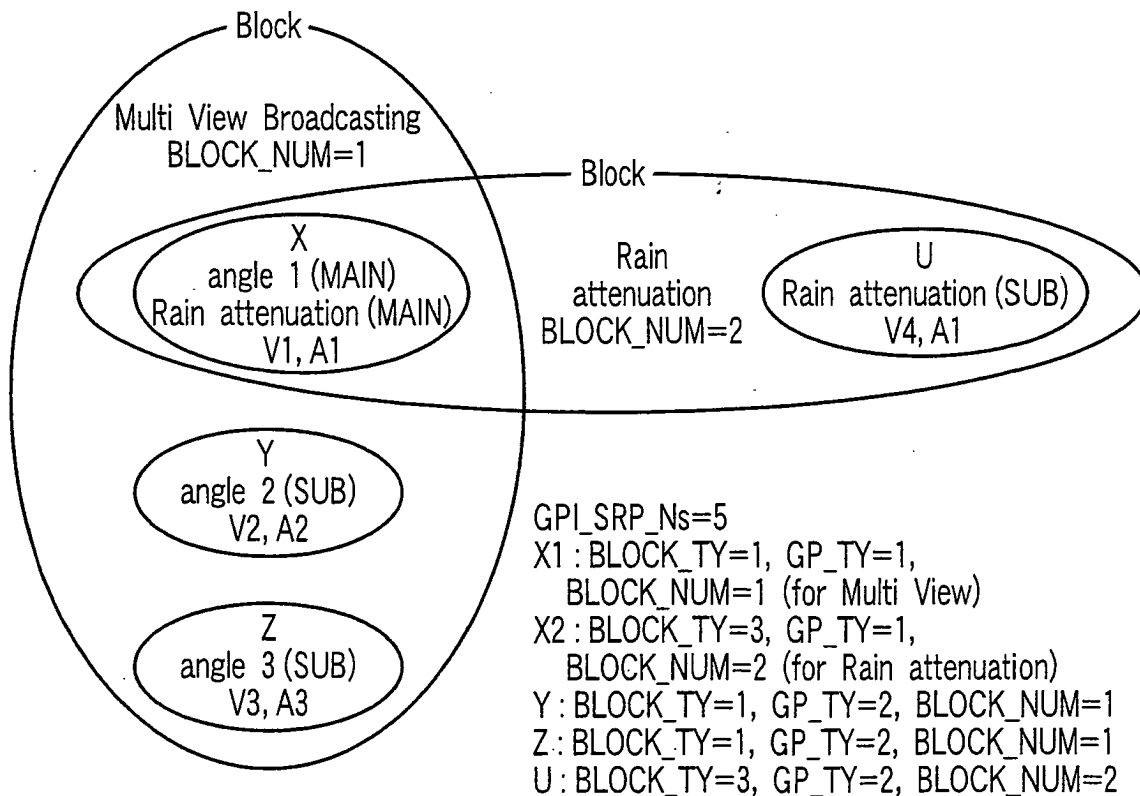 Block
Multi View Broadcasting
BLOCK_NUM=1
Block
X
angle 1 (MAIN)
Rain attenuation (MAIN)
V1, A1
Rain
attenuation
BLOCK_NUM=2
U
Rain attenuation (SUB)
V4, A1
Y
angle 2 (SUB)
V2, A2
Z
angle 3 (SUB)
V3, A3
GPI_SRP_Ns=5
X1 : BLOCK_TY=1, GP_TY=1,
BLOCK_NUM=1 (for Multi View)
X2 : BLOCK_TY=3, GP_TY=1,
BLOCK_NUM=2 (for Rain attenuation)
Y : BLOCK_TY=1, GP_TY=2, BLOCK_NUM=1
Z : BLOCK_TY=1, GP_TY=2, BLOCK_NUM=1
U : BLOCK_TY=3, GP_TY=2, BLOCK_NUM=2